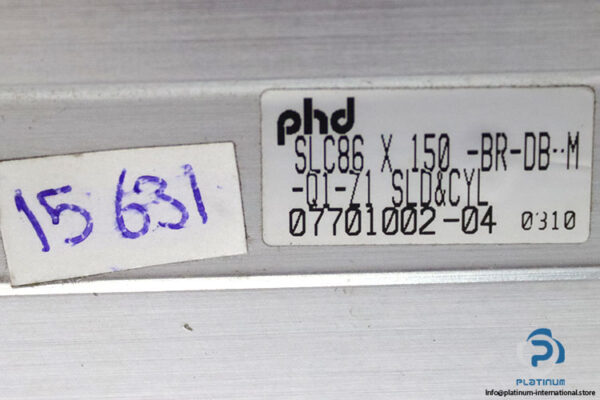 phd
SLC86 X 150 -BR-DB--M
-Q1-Z1 SLD&CYL
07701002-04 0310
15631
PLATINUM
info@platinum-international.store